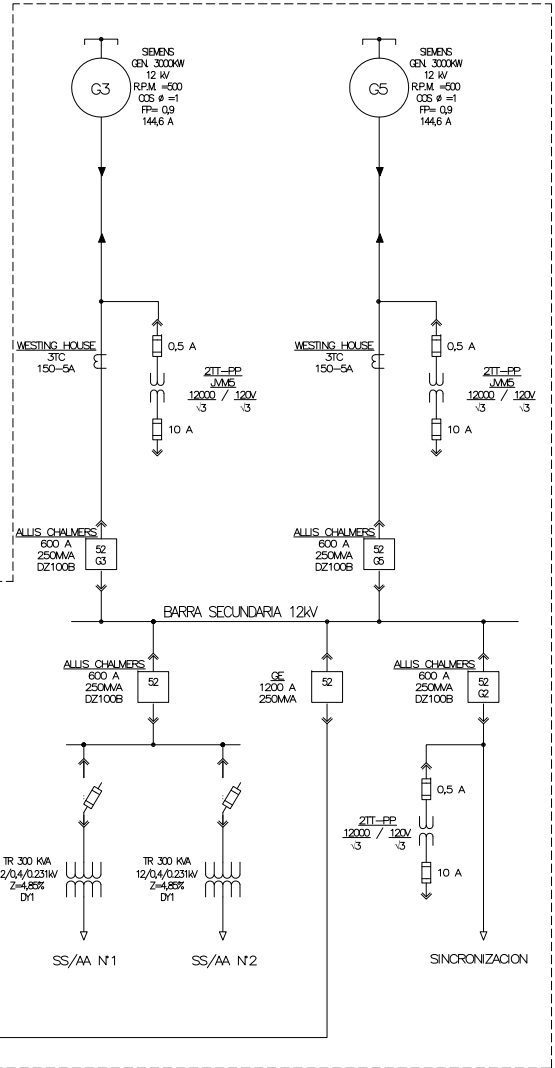 G3
SIEMENS
GEN. 3000KW
12 kV
R.P.M. =500
COS ø =1
FP= 0,9
144,6 A
G5
SIEMENS
GEN. 3000KW
12 kV
R.P.M. =500
COS ø =1
FP= 0,9
144,6 A
WESTING HOUSE
3TC
150-5A
0,5 A
2TT-PP
JVM5
12000 / 120V
√3 √3
10 A
WESTING HOUSE
3TC
150-5A
0,5 A
2TT-PP
JVM5
12000 / 120V
√3 √3
10 A
ALLIS CHALMERS
600 A
250MVA
DZ100B
52
G3
ALLIS CHALMERS
600 A
250MVA
DZ100B
52
G5
BARRA SECUNDARIA 12kV
ALLIS CHALMERS
600 A
250MVA
DZ100B
52
GE
1200 A
250MVA
52
ALLIS CHALMERS
600 A
250MVA
DZ100B
52
G2
0,5 A
2TT-PP
12000 / 120V
√3 √3
10 A
TR 300 KVA
2/0,4/0.231kV
Z=4,85%
DY1
TR 300 KVA
12/0,4/0.231kV
Z=4,85%
DY1
SS/AA N'1
SS/AA N'2
SINCRONIZACION